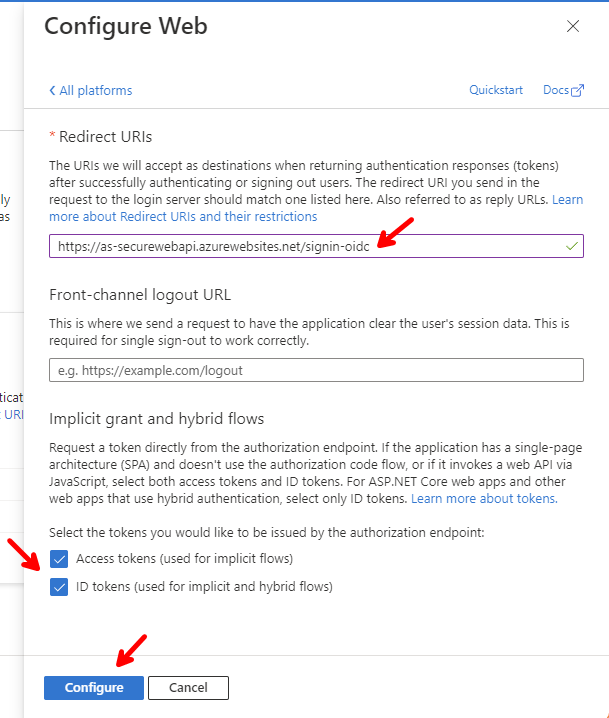 Configure Web
All platforms
Quickstart
Docs
* Redirect URIs
The URIs we will accept as destinations when returning authentication responses (tokens)
after successfully authenticating or signing out users. The redirect URI you send in the
request to the login server should match one listed here. Also referred to as reply URLs. Learn
more about Redirect URIs and their restrictions
https://as-securewebapi.azurewebsites.net/signin-oidc
Front-channel logout URL
This is where we send a request to have the application clear the user's session data. This is
required for single sign-out to work correctly.
e.g. https://example.com/logout
Implicit grant and hybrid flows
Request a token directly from the authorization endpoint. If the application has a single-page
architecture (SPA) and doesn't use the authorization code flow, or if it invokes a web API via
JavaScript, select both access tokens and ID tokens. For ASP.NET Core web apps and other
web apps that use hybrid authentication, select only ID tokens. Learn more about tokens.
Select the tokens you would like to be issued by the authorization endpoint:
Access tokens (used for implicit flows)
ID tokens (used for implicit and hybrid flows)
Configure
Cancel